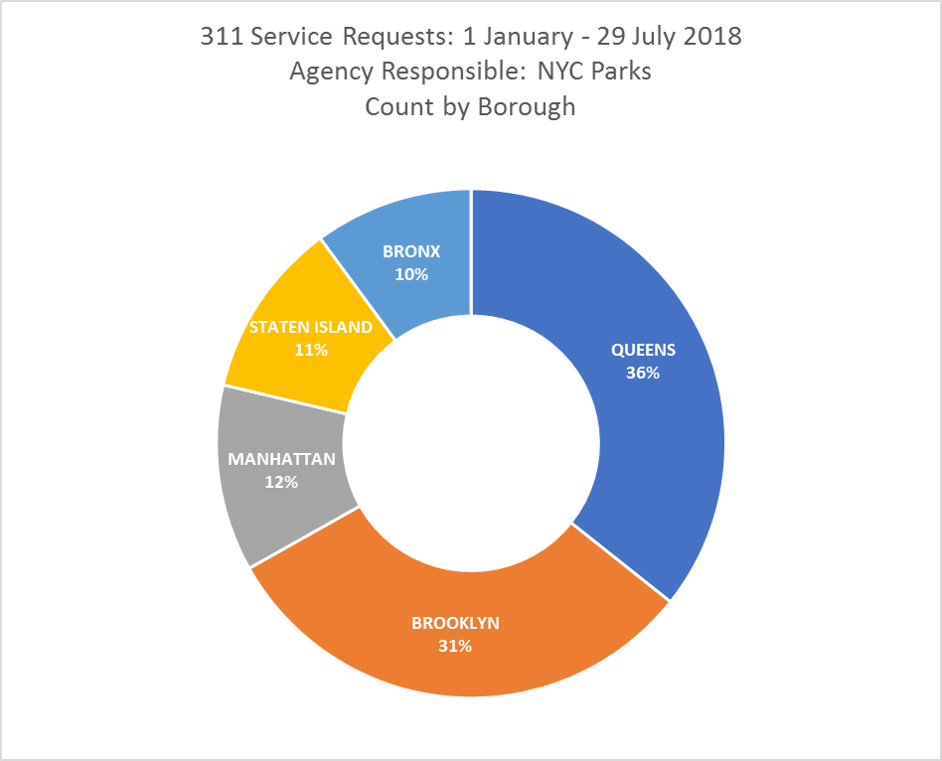 311 Service Requests: 1 January - 29 July 2018
Agency Responsible: NYC Parks
Count by Borough
BRONX
10%
QUEENS
36%
STATEN ISLAND
11%
MANHATTAN
12%
BROOKLYN
31%